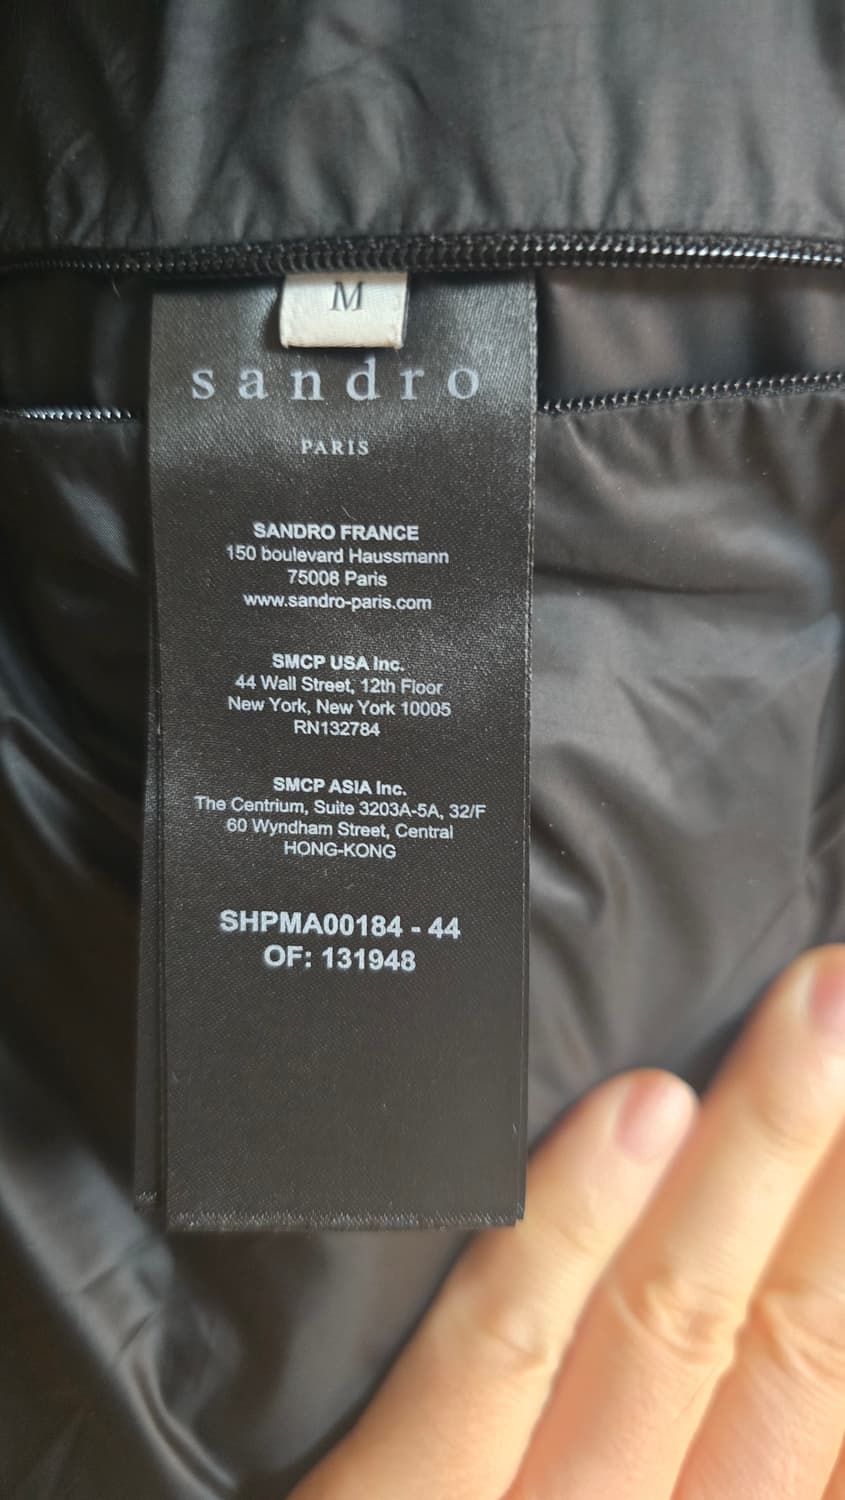 M
sandro
PARIS
SANDRO FRANCE
150 boulevard Haussmann
75008 Paris
www.sandro-paris.com
SMCP USA Inc.
44 Wall Street, 12th Floor
New York, New York 10005
RN132784
SMCP ASIA Inc.
The Centrium, Suite 3203A-5A, 32/F
60 Wyndham Street, Central
HONG-KONG
SHPMA00184 - 44
OF: 131948